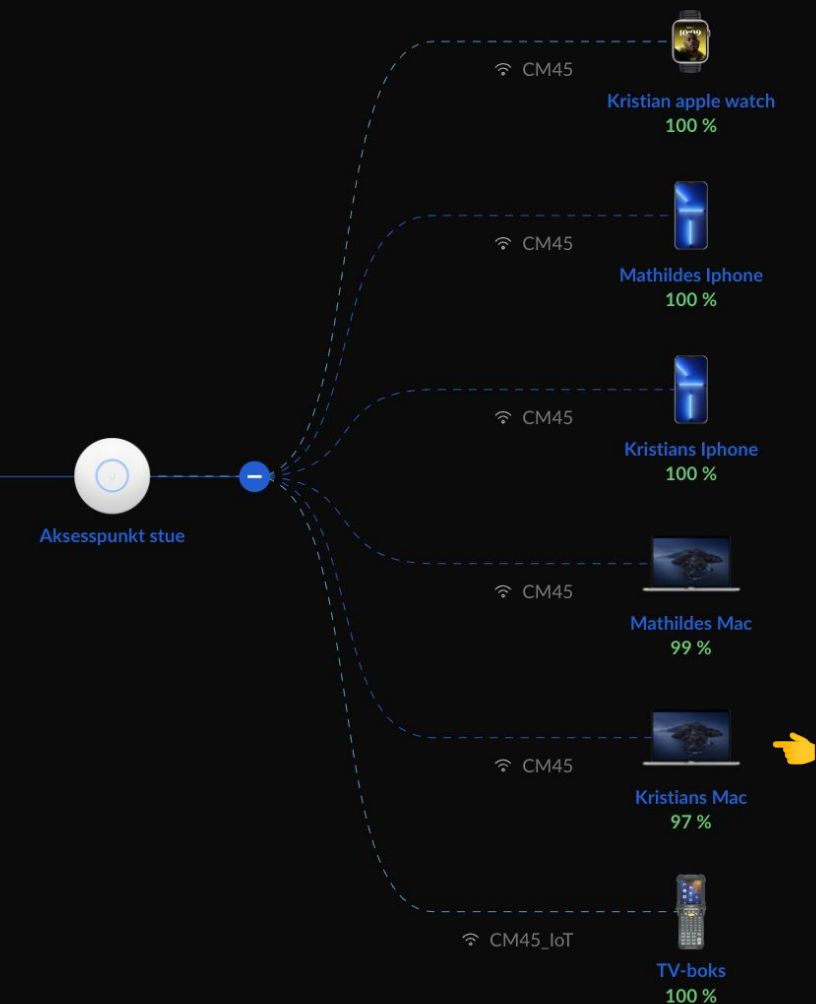 CM45
Kristian apple watch
100 %
CM45
Mathildes Iphone
100 %
CM45
Kristians Iphone
100 %
Aksesspunkt stue
CM45
Mathildes Mac
99 %
CM45
Kristians Mac
97 %
CM45_IoT
TV-boks
100 %